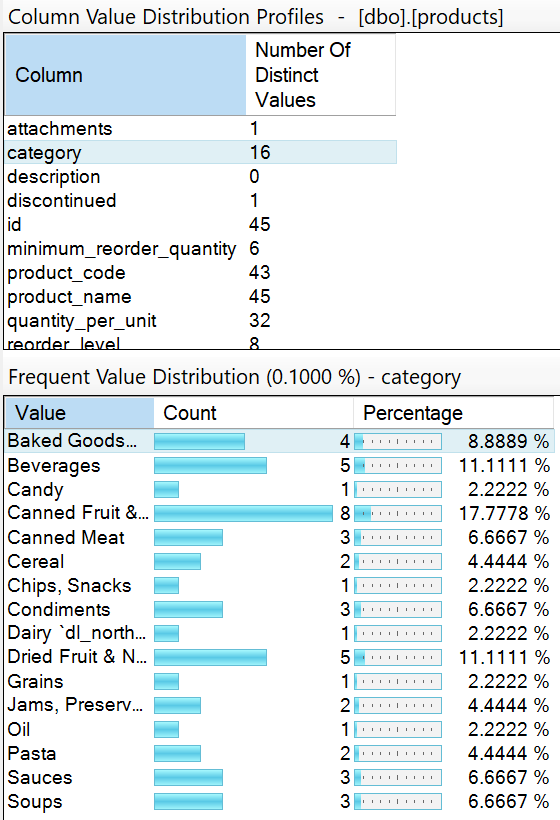 Column Value Distribution Profiles - [dbo].[products]
Column Number Of Distinct Values
attachments 1
category 16
description 0
discontinued 1
id 45
minimum_reorder_quantity 6
product_code 43
product_name 45
quantity_per_unit 32
reorder_level 8
Frequent Value Distribution (0.1000 %) - category
Value Count Percentage
Baked Goods... 4 8.8889 %
Beverages 5 11.1111 %
Candy 1 2.2222 %
Canned Fruit &... 8 17.7778 %
Canned Meat 3 6.6667 %
Cereal 2 4.4444 %
Chips, Snacks 1 2.2222 %
Condiments 3 6.6667 %
Dairy `dl_north... 1 2.2222 %
Dried Fruit & N... 5 11.1111 %
Grains 1 2.2222 %
Jams, Preserv... 2 4.4444 %
Oil 1 2.2222 %
Pasta 2 4.4444 %
Sauces 3 6.6667 %
Soups 3 6.6667 %